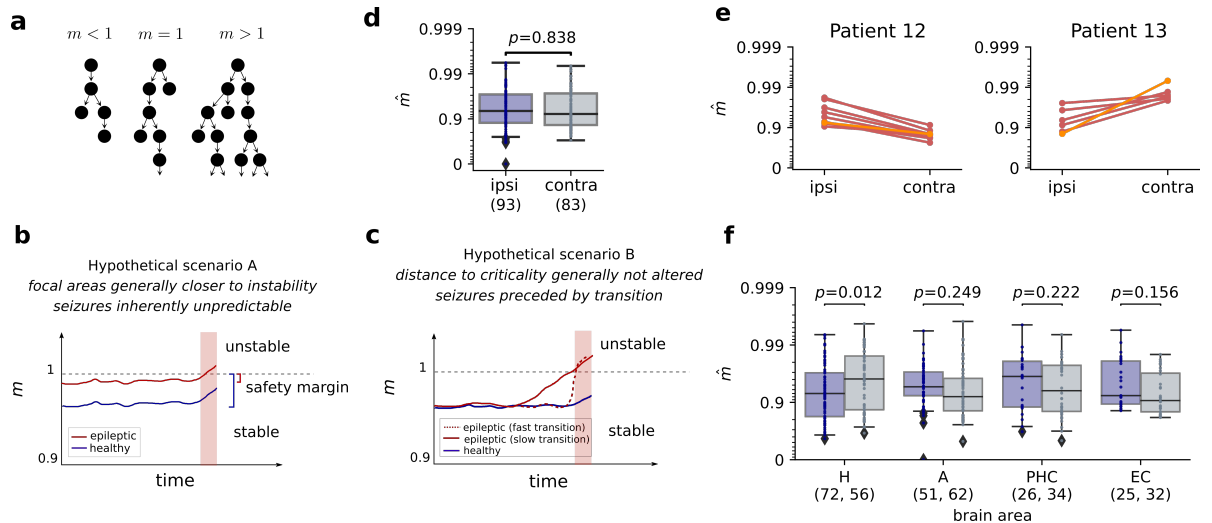 a
m < 1 m = 1 m > 1
b
Hypothetical scenario A
focal areas generally closer to instability
seizures inherently unpredictable
unstable
1
safety margin
m
stable
epileptic
healthy
0.9
time
c
Hypothetical scenario B
distance to criticality generally not altered
seizures preceded by transition
unstable
1
m
epileptic (fast transition)
epileptic (slow transition)
healthy
stable
0.9
time
d
p=0.838
0.999
0.99
m̂
0.9
0
ipsi contra
(93) (83)
e
Patient 12 Patient 13
0.999 0.999
0.99 0.99
m̂
0.9 0.9
0 0
ipsi contra ipsi contra
f
0.999
p=0.012 p=0.249 p=0.222 p=0.156
0.99
m̂
0.9
0
H A PHC EC
(72, 56) (51, 62) (26, 34) (25, 32)
brain area